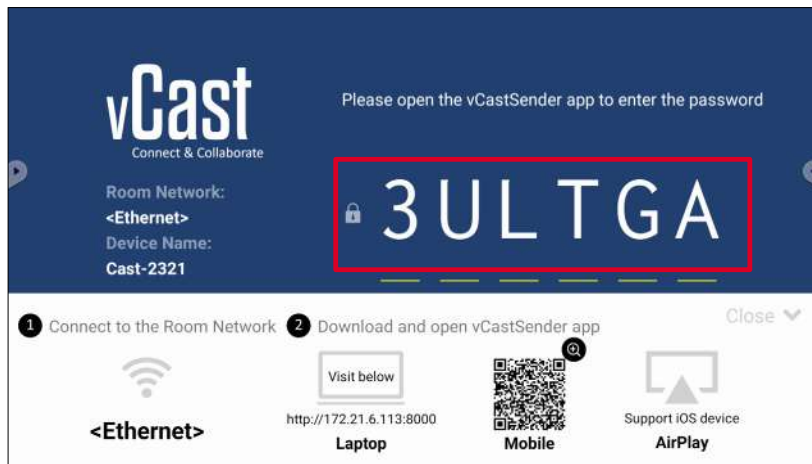 vCast
Connect & Collaborate
Please open the vCastSender app to enter the password
Room Network:
<Ethernet>
Device Name:
Cast-2321
3ULTGA
1 Connect to the Room Network
2 Download and open vCastSender app
Close
<Ethernet>
Visit below
http://172.21.6.113:8000
Laptop
Mobile
Support iOS device
AirPlay